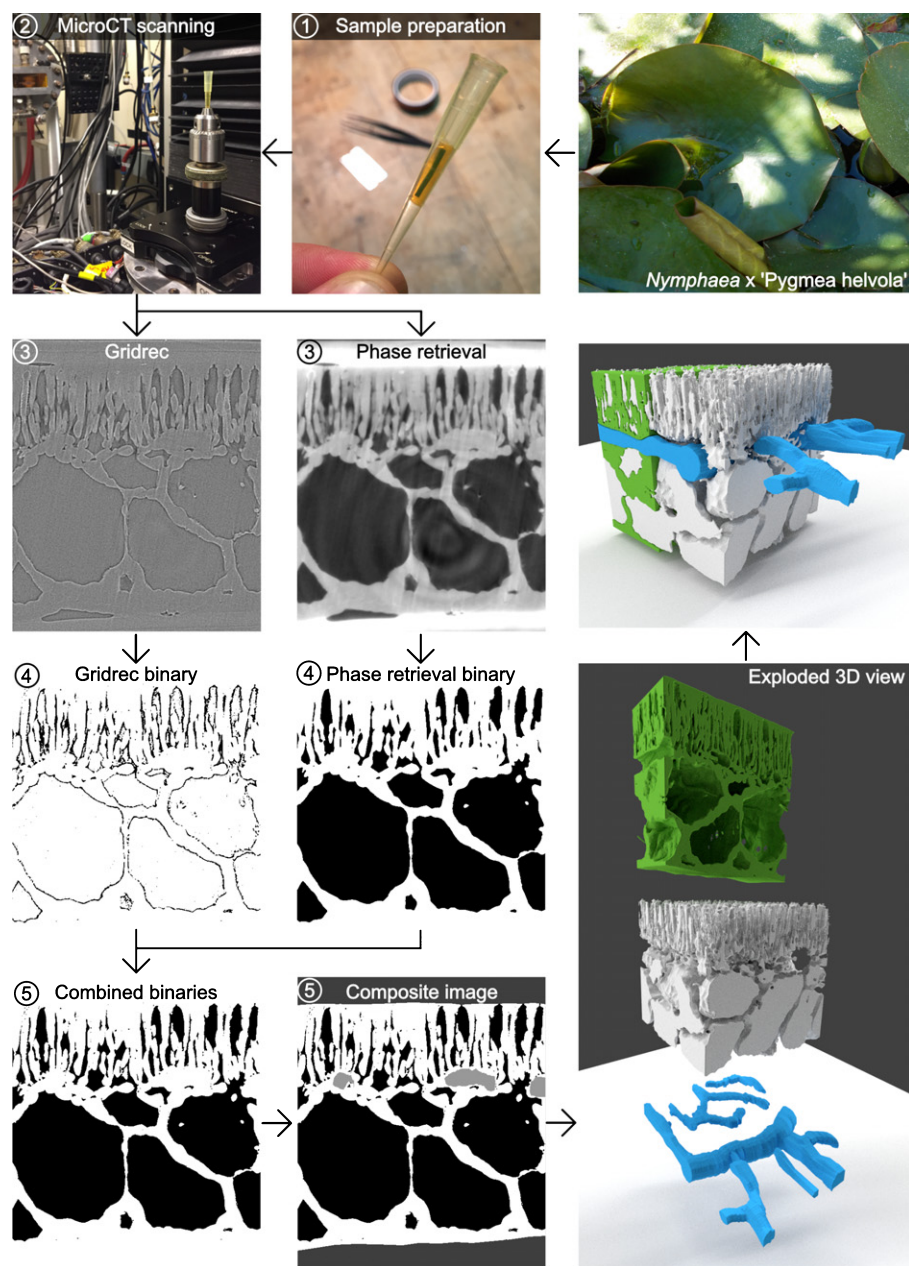 ② MicroCT scanning
① Sample preparation
Nymphaea x 'Pygmea helvola'
③ Gridrec
③ Phase retrieval
④ Gridrec binary
④ Phase retrieval binary
Exploded 3D view
⑤ Combined binaries
⑤ Composite image